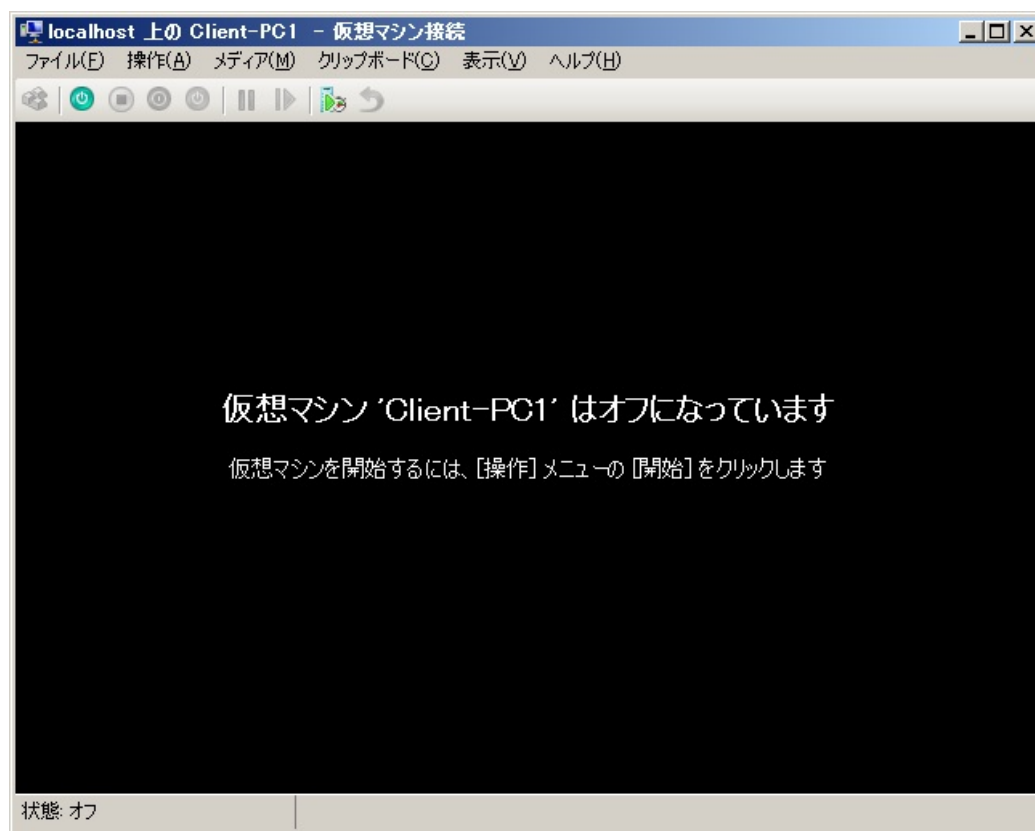 localhost 上の Client-PC1 - 仮想マシン接続
ファイル(F) 操作(A) メディア(M) クリップボード(C) 表示(V) ヘルプ(H)
仮想マシン 'Client-PC1' はオフになっています
仮想マシンを開始するには、[操作] メニューの [開始] をクリックします
状態: オフ